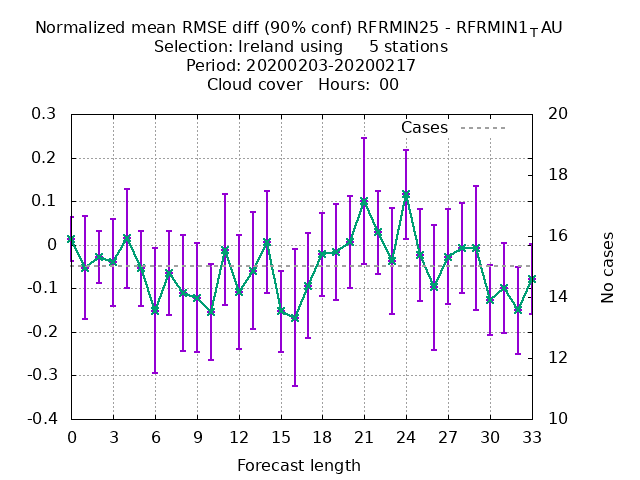 Normalized mean RMSE diff (90% conf) RFRMIN25 - RFRMIN1TAU
Selection: Ireland using 5 stations
Period: 20200203-20200217
Cloud cover Hours: 00
0.3
0.2
0.1
0
-0.1
-0.2
-0.3
-0.4
Cases
20
18
16
14
12
10
No cases
0 3 6 9 12 15 18 21 24 27 30 33
Forecast length